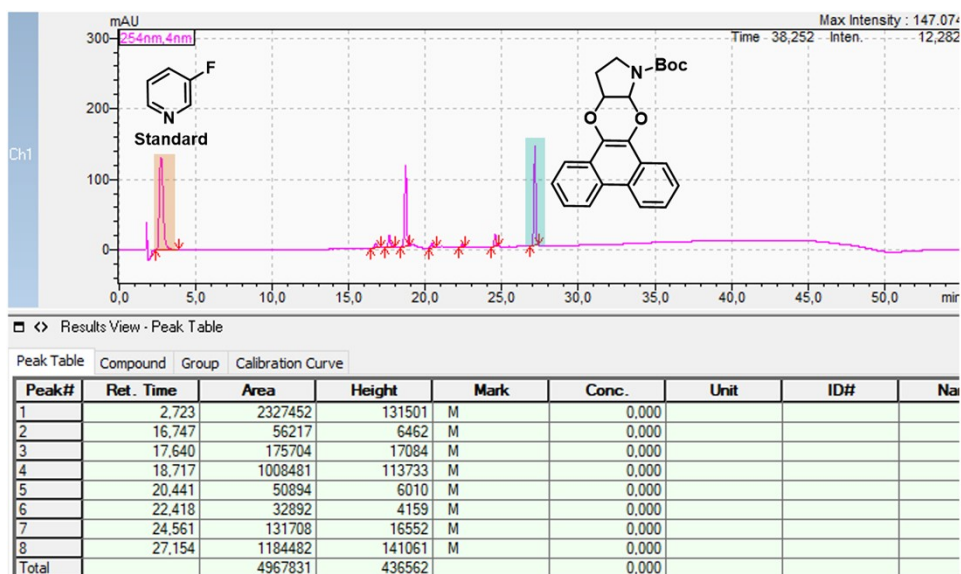 mAU
Max Intensity : 147.074
300 254nm,4nm Time 38,252 Inten. 12,282
F
N
Standard
N Boc
O O
200
Ch1
100
0
0,0 5,0 10,0 15,0 20,0 25,0 30,0 35,0 40,0 45,0 50,0 min
Results View - Peak Table
Peak Table Compound Group Calibration Curve
Peak# Ret. Time Area Height Mark Conc. Unit ID# Na
1 2,723 2327452 131501 M 0,000
2 16,747 56217 6462 M 0,000
3 17,640 175704 17084 M 0,000
4 18,717 1008481 113733 M 0,000
5 20,441 50894 6010 M 0,000
6 22,418 32892 4159 M 0,000
7 24,561 131708 16552 M 0,000
8 27,154 1184482 141061 M 0,000
Total 4967831 436562 0,000